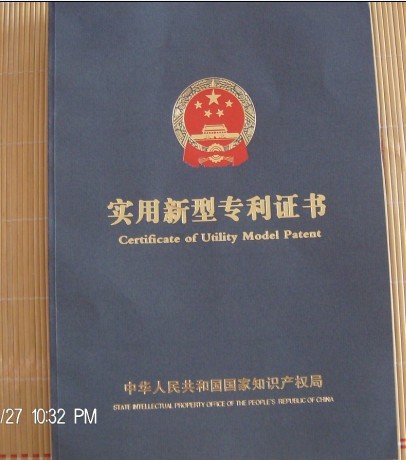 实用新型专利证书
Certificate of Utility Model Patent
中华人民共和国国家知识产权局
STATE INTELLECTUAL PROPERTY OFFICE OF THE PEOPLE'S REPUBLIC OF CHINA
/27 10:32 PM